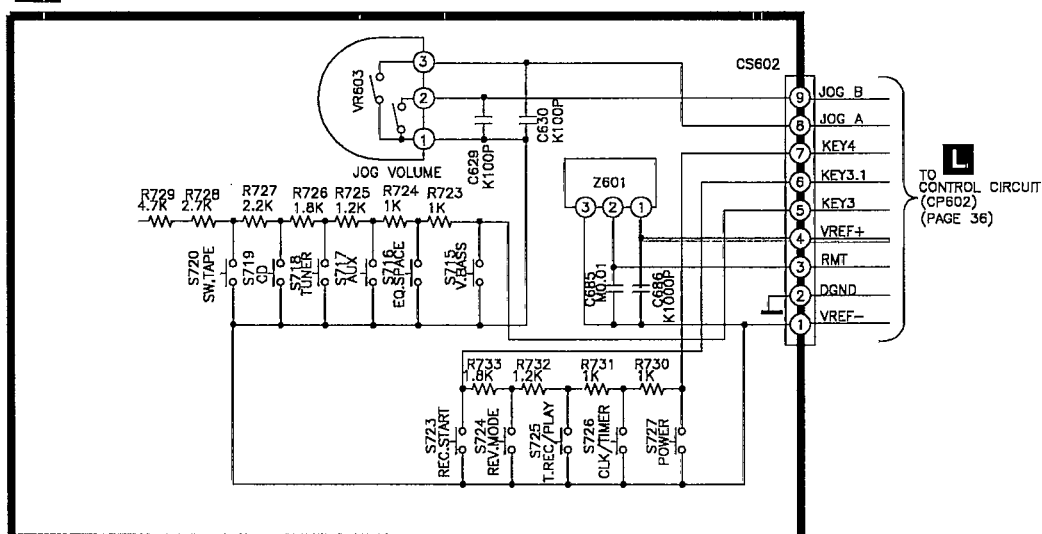 CS602
3
2
1
VR603
JOG VOLUME
C629
K100P
C630
K100P
9 JOG B
8 JOG A
7 KEY4
6 KEY3.1
5 KEY3
4 VREF+
3 RMT
2 DGND
1 VREF-
L
TO
CONTROL CIRCUIT
(CP602)
(PAGE 36)
Z601
3 2 1
C685
M0.01
C686
K1000P
R729
4.7K
R728
2.7K
R727
2.2K
R726
1.8K
R725
1.2K
R724
1K
R723
1K
S720
SW,TAPE
S719
CD
S718
TUNER
S717
AUX
S716
EQ.SPACE
S715
V.BASS
R733
1.8K
R732
1.2K
R731
1K
R730
1K
S723
REC.START
S724
REV.MODE
S725
T.REC/PLAY
S726
CLK/TIMER
S727
POWER